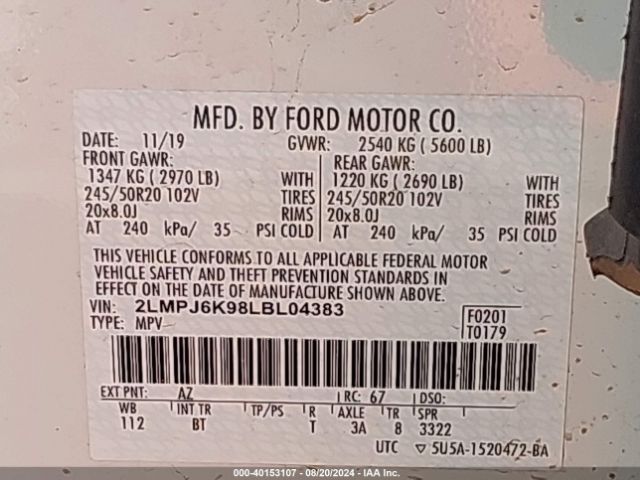 MFD. BY FORD MOTOR CO.
DATE: 11/19 GVWR: 2540 KG ( 5600 LB)
FRONT GAWR: REAR GAWR:
1347 KG ( 2970 LB) WITH 1220 KG ( 2690 LB) WITH
245/50R20 102V TIRES 245/50R20 102V TIRES
20x8.0J RIMS 20x8.0J RIMS
AT 240 kPa/ 35 PSI COLD AT 240 kPa/ 35 PSI COLD
THIS VEHICLE CONFORMS TO ALL APPLICABLE FEDERAL MOTOR
VEHICLE SAFETY AND THEFT PREVENTION STANDARDS IN
EFFECT ON THE DATE OF MANUFACTURE SHOWN ABOVE.
VIN: 2LMPJ6K98LBL04383 F0201
TYPE: MPV T0179
EXT PNT: AZ RC: 67 DSO:
WB INT TR TP/PS R AXLE TR SPR
112 BT T 3A 8 3322
UTC ▽ 5U5A-1520472-BA
000-40153107 - 08/20/2024 - IAA Inc.